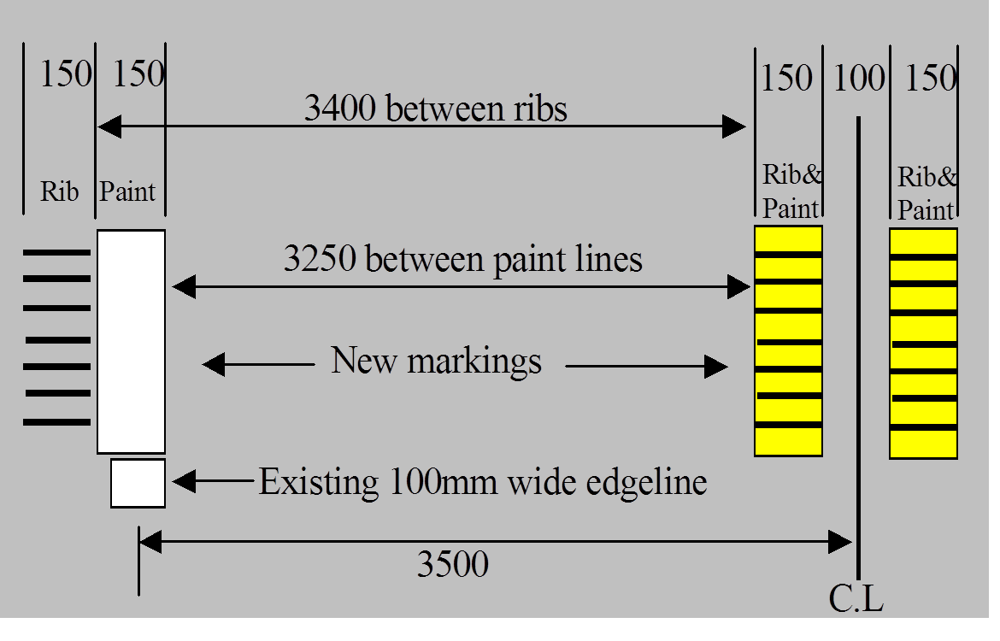 150 150 150 100 150
3400 between ribs
Rib Paint Rib& Rib&
Paint Paint
3250 between paint lines
New markings
Existing 100mm wide edgeline
3500
C.L